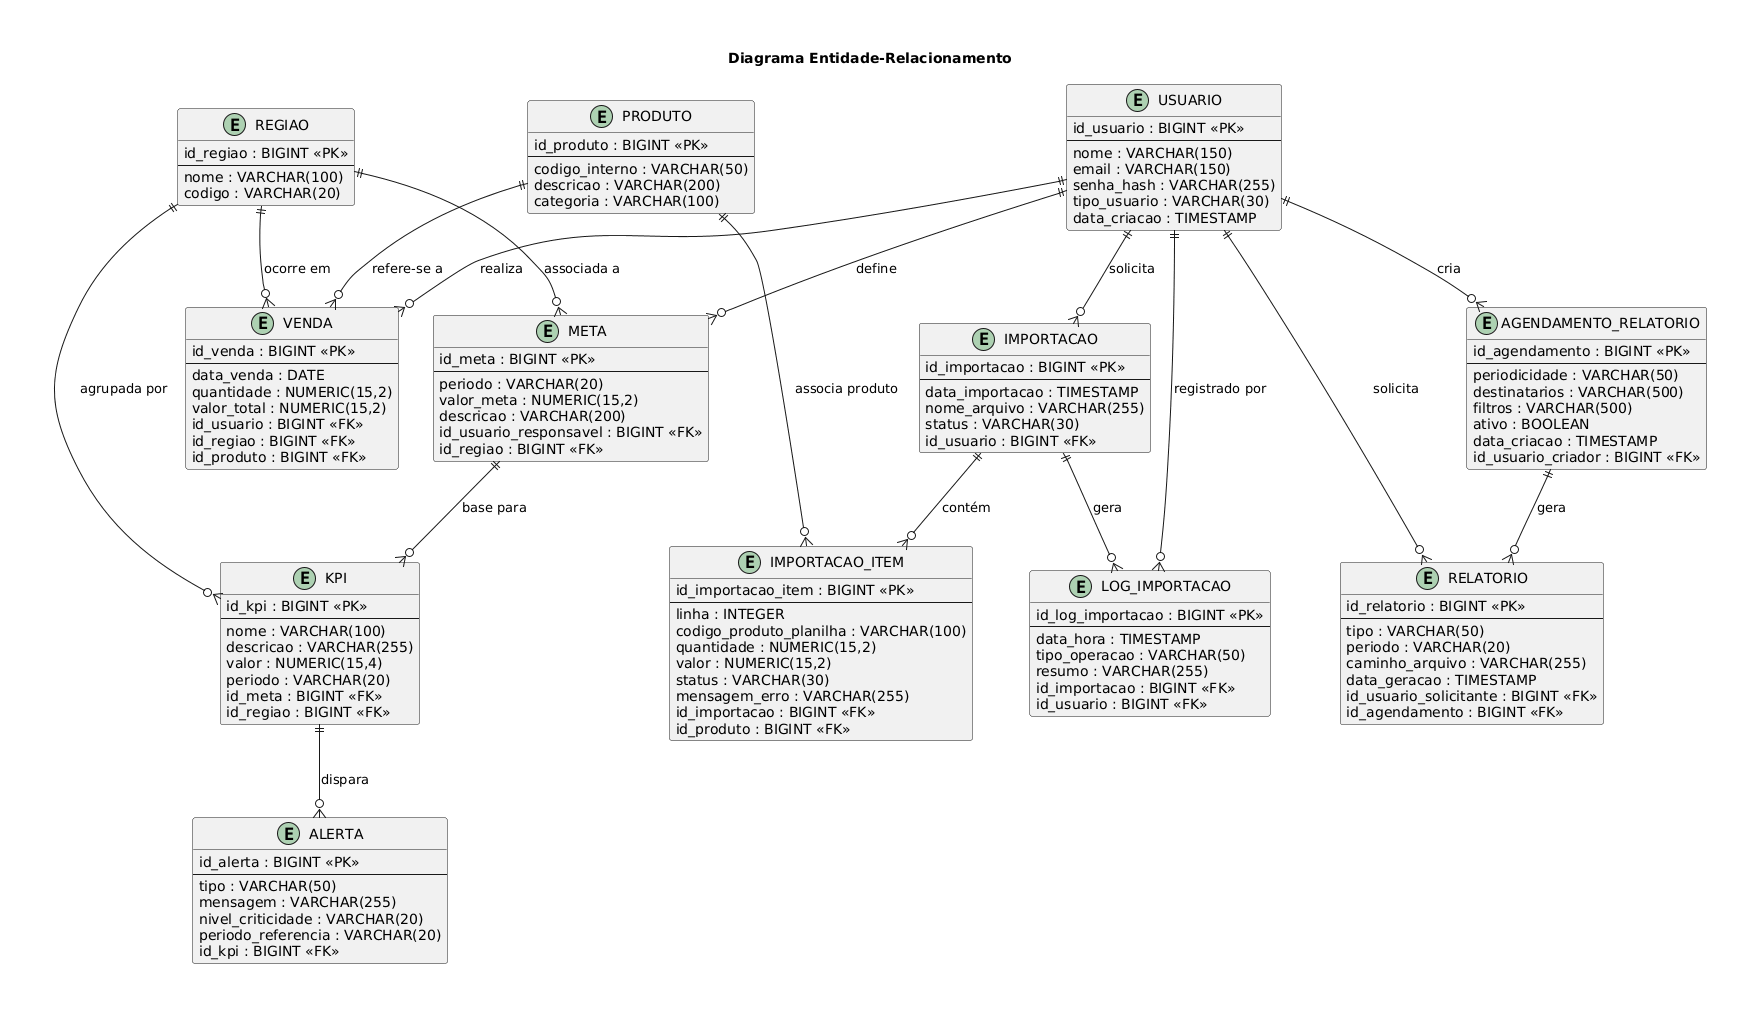 Diagrama Entidade-Relacionamento
E REGIAO
id_regiao : BIGINT «PK»
nome : VARCHAR(100)
codigo : VARCHAR(20)
E PRODUTO
id_produto : BIGINT «PK»
codigo_interno : VARCHAR(50)
descricao : VARCHAR(200)
categoria : VARCHAR(100)
E USUARIO
id_usuario : BIGINT «PK»
nome : VARCHAR(150)
email : VARCHAR(150)
senha_hash : VARCHAR(255)
tipo_usuario : VARCHAR(30)
data_criacao : TIMESTAMP
ocorre em
refere-se a
realiza
associada a
define
solicita
cria
E VENDA
id_venda : BIGINT «PK»
data_venda : DATE
quantidade : NUMERIC(15,2)
valor_total : NUMERIC(15,2)
id_usuario : BIGINT «FK»
id_regiao : BIGINT «FK»
id_produto : BIGINT «FK»
E META
id_meta : BIGINT «PK»
periodo : VARCHAR(20)
valor_meta : NUMERIC(15,2)
descricao : VARCHAR(200)
id_usuario_responsavel : BIGINT «FK»
id_regiao : BIGINT «FK»
E IMPORTACAO
id_importacao : BIGINT «PK»
data_importacao : TIMESTAMP
nome_arquivo : VARCHAR(255)
status : VARCHAR(30)
id_usuario : BIGINT «FK»
E AGENDAMENTO_RELATORIO
id_agendamento : BIGINT «PK»
periodicidade : VARCHAR(50)
destinatarios : VARCHAR(500)
filtros : VARCHAR(500)
ativo : BOOLEAN
data_criacao : TIMESTAMP
id_usuario_criador : BIGINT «FK»
agrupada por
associa produto
registrado por
solicita
base para
contém
gera
gera
E KPI
id_kpi : BIGINT «PK»
nome : VARCHAR(100)
descricao : VARCHAR(255)
valor : NUMERIC(15,4)
periodo : VARCHAR(20)
id_meta : BIGINT «FK»
id_regiao : BIGINT «FK»
E IMPORTACAO_ITEM
id_importacao_item : BIGINT «PK»
linha : INTEGER
codigo_produto_planilha : VARCHAR(100)
quantidade : NUMERIC(15,2)
valor : NUMERIC(15,2)
status : VARCHAR(30)
mensagem_erro : VARCHAR(255)
id_importacao : BIGINT «FK»
id_produto : BIGINT «FK»
E LOG_IMPORTACAO
id_log_importacao : BIGINT «PK»
data_hora : TIMESTAMP
tipo_operacao : VARCHAR(50)
resumo : VARCHAR(255)
id_importacao : BIGINT «FK»
id_usuario : BIGINT «FK»
E RELATORIO
id_relatorio : BIGINT «PK»
tipo : VARCHAR(50)
periodo : VARCHAR(20)
caminho_arquivo : VARCHAR(255)
data_geracao : TIMESTAMP
id_usuario_solicitante : BIGINT «FK»
id_agendamento : BIGINT «FK»
dispara
E ALERTA
id_alerta : BIGINT «PK»
tipo : VARCHAR(50)
mensagem : VARCHAR(255)
nivel_criticidade : VARCHAR(20)
periodo_referencia : VARCHAR(20)
id_kpi : BIGINT «FK»